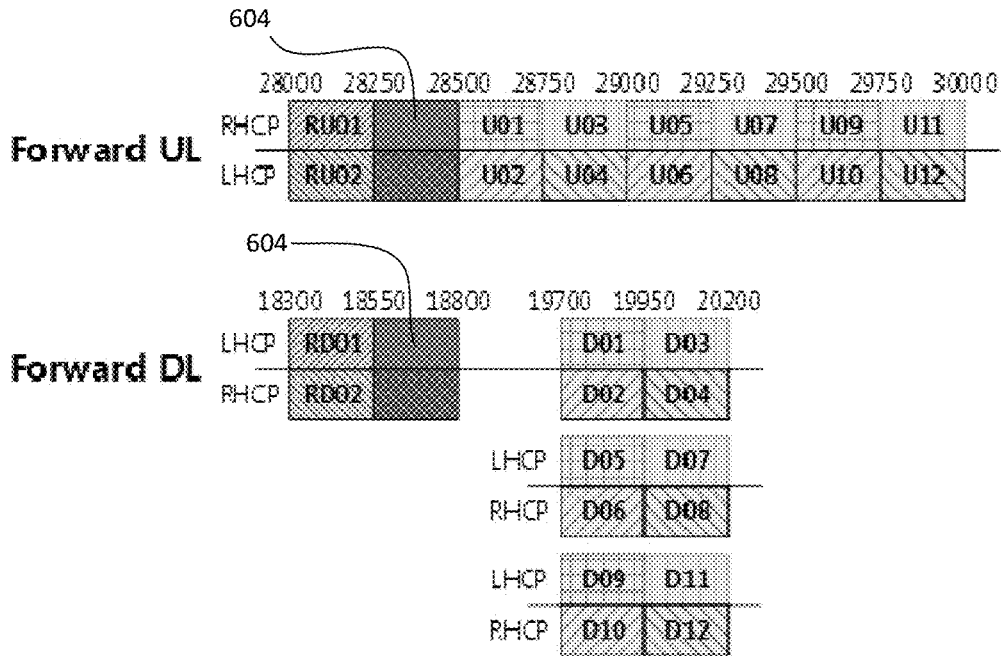 604
28000 28250 28500 28750 29000 29250 29500 29750 30000
Forward UL
RHCP RU01 U01 U03 U05 U07 U09 U11
LHCP RU02 U02 U04 U06 U08 U10 U12
604
18300 18550 18800 19700 19950 20200
Forward DL
LHCP RD01 D01 D03
RHCP RD02 D02 D04
LHCP D05 D07
RHCP D06 D08
LHCP D09 D11
RHCP D10 D12